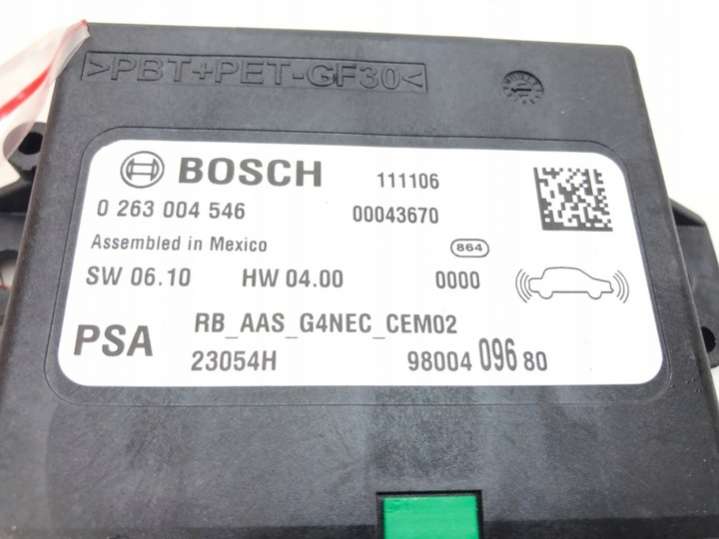 >PBT+PET-GF30<
BOSCH 111106
0 263 004 546 00043670
Assembled in Mexico 864
SW 06.10 HW 04.00 0000
PSA RB_AAS_G4NEC_CEM02
23054H 98004 096 80